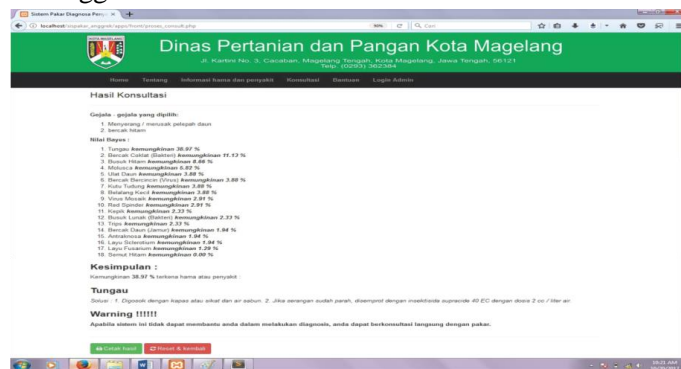 Sistem Pakar Diagnosa Peny
localhost/sispakar_anggrek/apps/front/proses_consult.php
90%
Cari
Dinas Pertanian dan Pangan Kota Magelang
Jl. Kartini No. 3, Cacaban, Magelang Tengah, Kota Magelang, Jawa Tengah, 56121
Telp. (0293) 362384
Home Tentang Informasi hama dan penyakit Konsultasi Bantuan Login Admin
Hasil Konsultasi
Gejala - gejala yang dipilih:
1. Menyerang / merusak pelepah daun
2. bercak hitam
Nilai Bayes :
1. Tungau kemungkinan 38.97 %
2. Bercak Coklat (Bakteri) kemungkinan 11.13 %
3. Busuk Hitam kemungkinan 8.66 %
4. Molusca kemungkinan 5.82 %
5. Ulat Daun kemungkinan 3.88 %
6. Bercak Bercincin (Virus) kemungkinan 3.88 %
7. Kutu Tudung kemungkinan 3.88 %
8. Belalang Kecil kemungkinan 3.88 %
9. Virus Mosaik kemungkinan 2.91 %
10. Red Spinder kemungkinan 2.91 %
11. Kepik kemungkinan 2.33 %
12. Busuk Lunak (Bakteri) kemungkinan 2.33 %
13. Trips kemungkinan 2.33 %
14. Bercak Daun (Jamur) kemungkinan 1.94 %
15. Antraknosa kemungkinan 1.94 %
16. Layu Sclerotium kemungkinan 1.94 %
17. Layu Fusarium kemungkinan 1.29 %
18. Semut Hitam kemungkinan 0.00 %
Kesimpulan :
Kemungkinan 38.97 % terkena hama atau penyakit :
Tungau
Solusi : 1. Digosok dengan kapas atau sikat dan air sabun. 2. Jika serangan sudah parah, disemprot dengan insektisida supracide 40 EC dengan dosis 2 cc / liter air
Warning !!!!!!
Apabila sistem ini tidak dapat membantu anda dalam melakukan diagnosis, anda dapat berkonsultasi langsung dengan pakar.
Cetak hasil Reset & kembali
10:21 AM